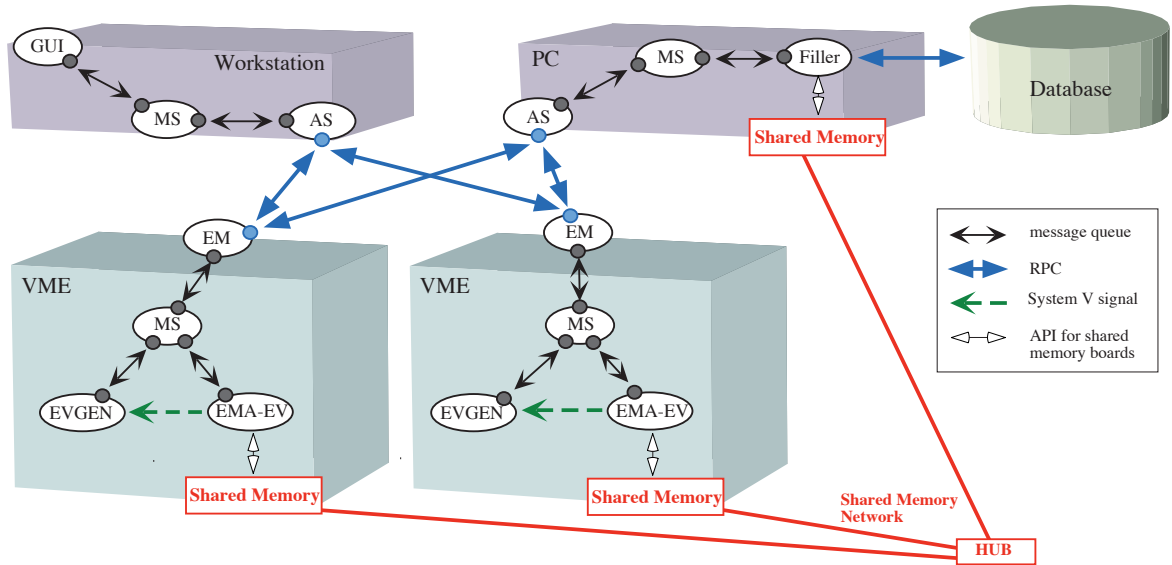 GUI
Workstation
MS
AS
PC
MS
Filler
AS
Shared Memory
Database
EM
VME
MS
EVGEN
EMA-EV
Shared Memory
EM
VME
MS
EVGEN
EMA-EV
Shared Memory
message queue
RPC
System V signal
API for shared
memory boards
Shared Memory
Network
HUB